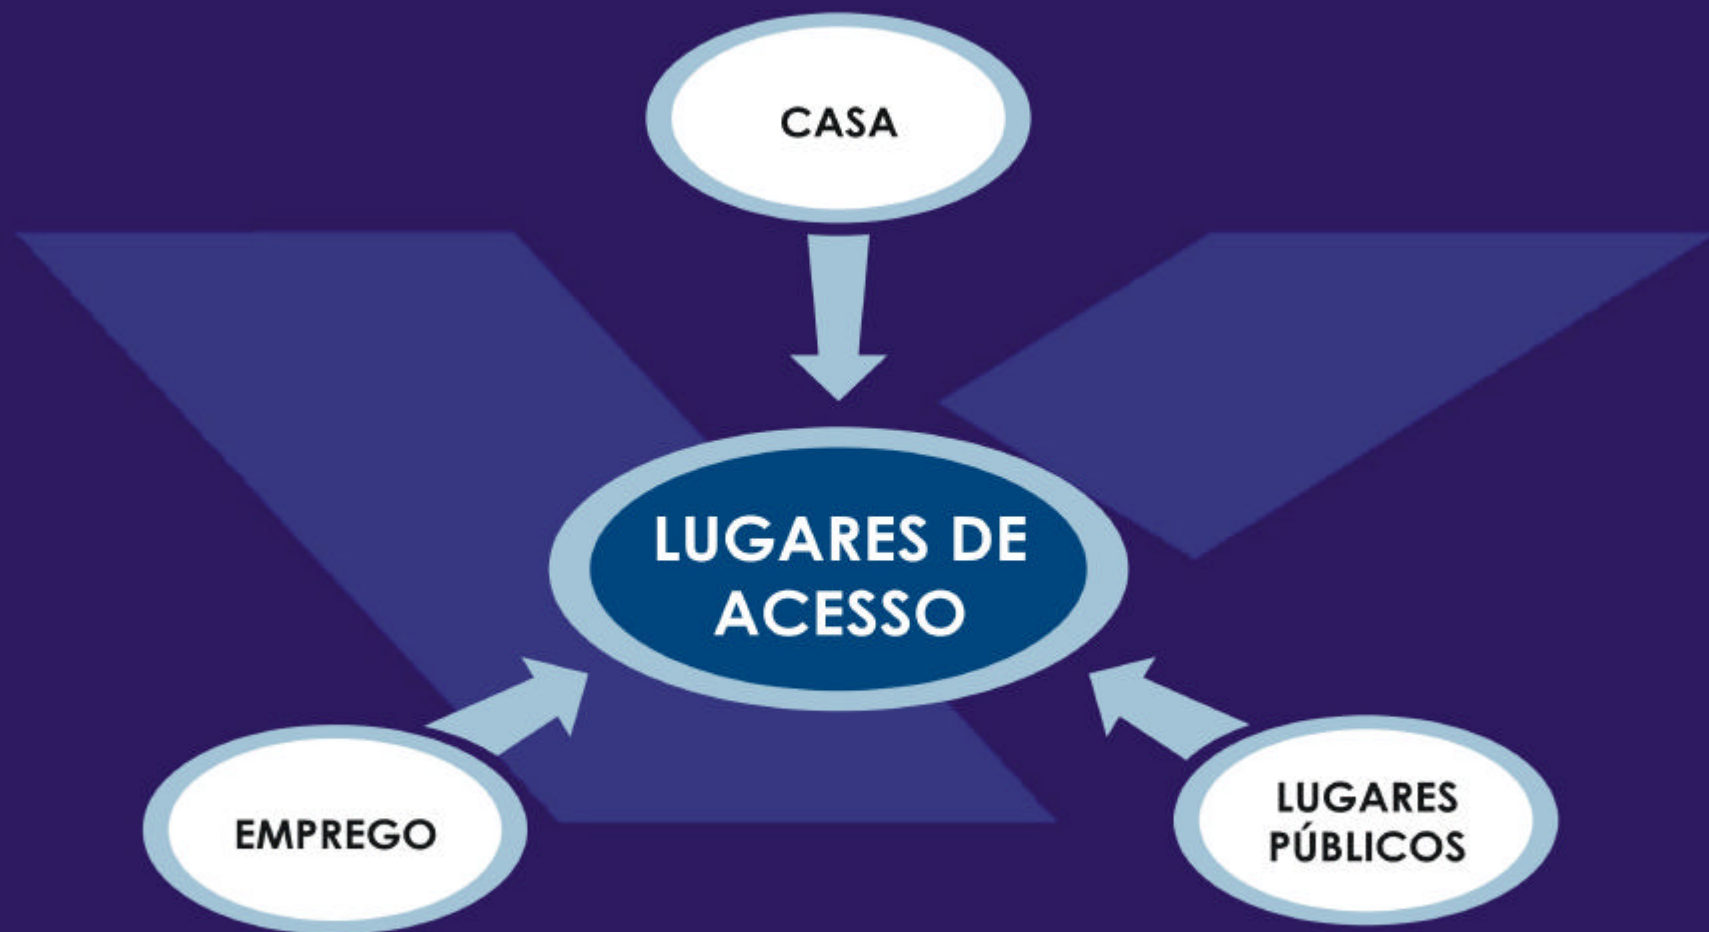 CASA
LUGARES DE
ACESSO
EMPREGO
LUGARES
PÚBLICOS